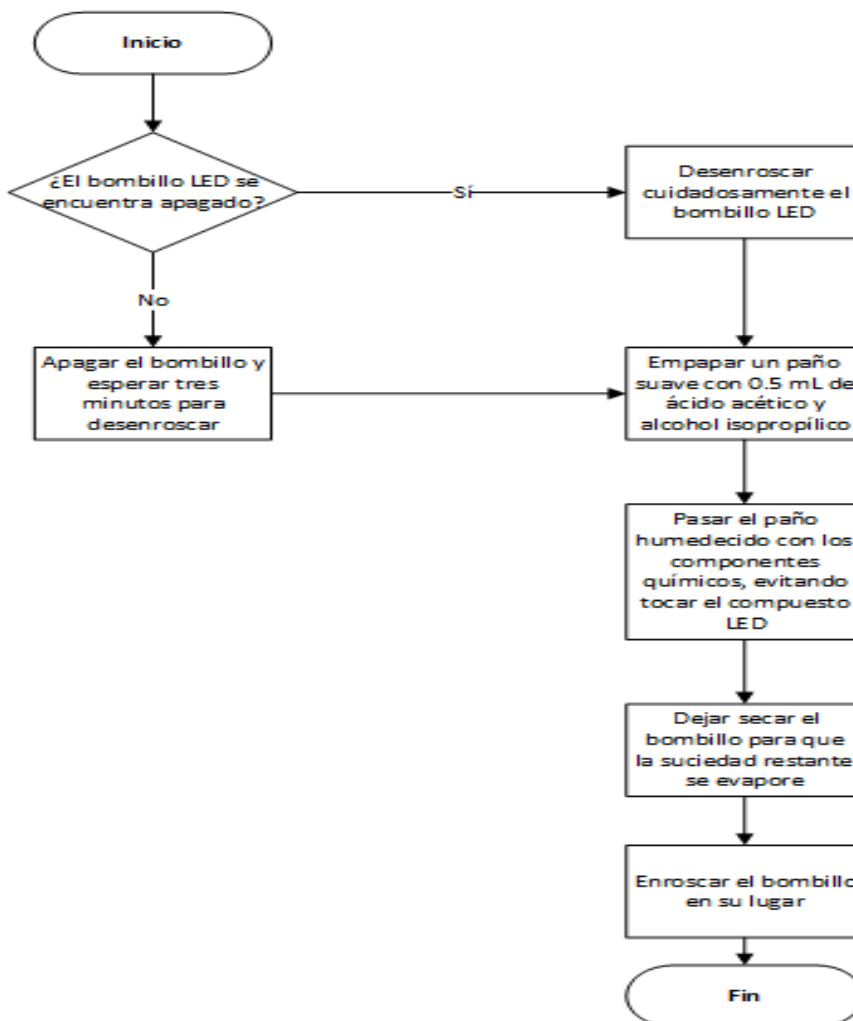 Inicio
¿El bombillo LED se
encuentra apagado?
Sí
Desenroscar
cuidadosamente el
bombillo LED
No
Apagar el bombillo y
esperar tres
minutos para
desenroscar
Empapar un paño
suave con 0.5 mL de
ácido acético y
alcohol isopropílico
Pasar el paño
humedecido con los
componentes
químicos, evitando
tocar el compuesto
LED
Dejar secar el
bombillo para que
la suciedad restante
se evapore
Enroscar el bombillo
en su lugar
Fin